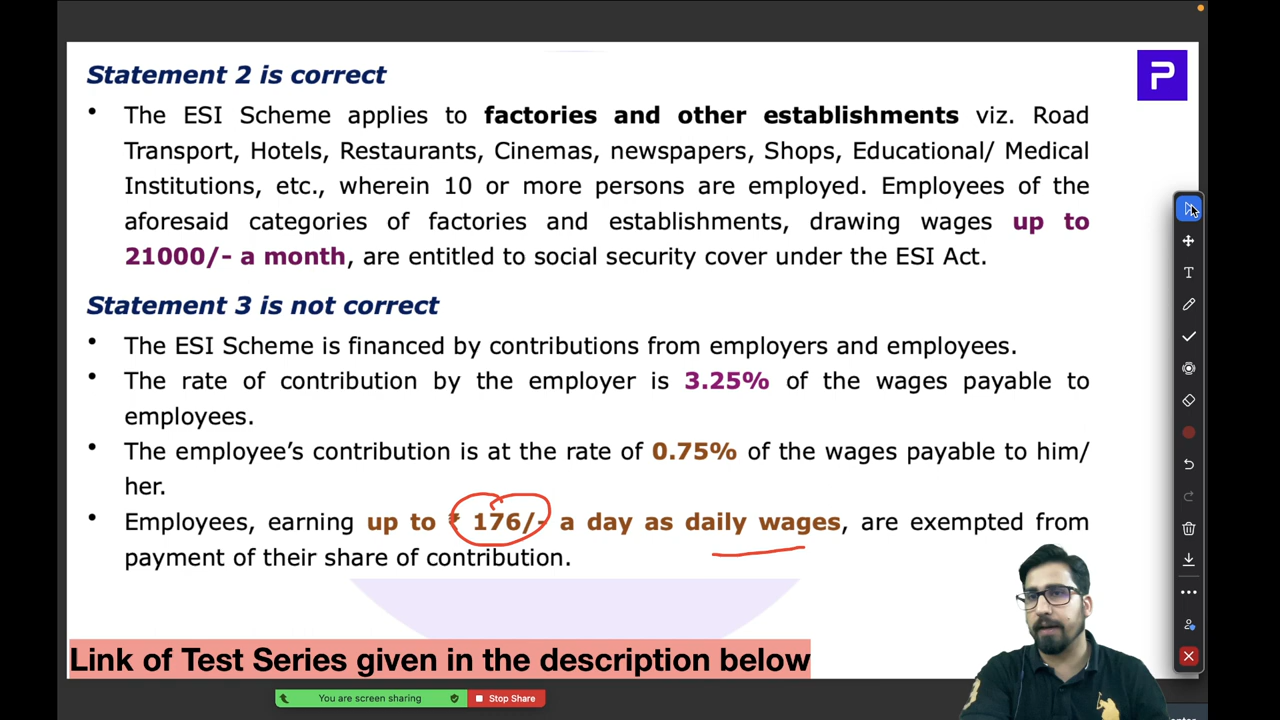 Statement 2 is correct
P
• The ESI Scheme applies to factories and other establishments viz. Road
Transport, Hotels, Restaurants, Cinemas, newspapers, Shops, Educational/ Medical
Institutions, etc., wherein 10 or more persons are employed. Employees of the
aforesaid categories of factories and establishments, drawing wages up to
21000/- a month, are entitled to social security cover under the ESI Act.
Statement 3 is not correct
• The ESI Scheme is financed by contributions from employers and employees.
• The rate of contribution by the employer is 3.25% of the wages payable to
employees.
• The employee’s contribution is at the rate of 0.75% of the wages payable to him/
her.
• Employees, earning up to ₹ 176/- a day as daily wages, are exempted from
payment of their share of contribution.
Link of Test Series given in the description below
You are screen sharing
Stop Share